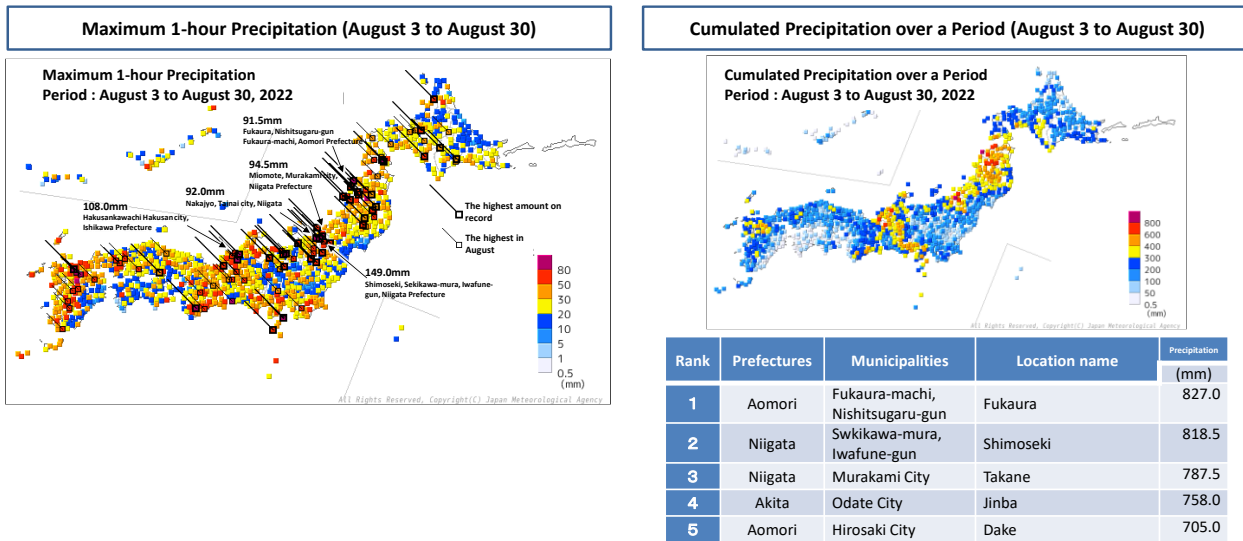 Maximum 1-hour Precipitation (August 3 to August 30)
Maximum 1-hour Precipitation
Period : August 3 to August 30, 2022
91.5mm
Fukaura, Nishitsugaru-gun
Fukaura-machi, Aomori Prefecture
94.5mm
Miomote, Murakami city,
Niigata Prefecture
92.0mm
Nakajyo, Tainai city, Niigata
108.0mm
Hakusankawachi Hakusan city,
Ishikawa Prefecture
149.0mm
Shimoseki, Sekikawa-mura, Iwafune-
gun, Niigata Prefecture
The highest amount on
record
The highest in
August
80
50
30
20
10
5
1
0.5
(mm)
All Rights Reserved, Copyright(C) Japan Meteorological Agency
Cumulated Precipitation over a Period (August 3 to August 30)
Cumulated Precipitation over a Period
Period : August 3 to August 30, 2022
800
600
400
300
200
100
50
0.5
(mm)
All Rights Reserved, Copyright(C) Japan Meteorological Agency
Rank Prefectures Municipalities Location name Precipitation
(mm)
1 Aomori Fukaura-machi, Nishitsugaru-gun Fukaura 827.0
2 Niigata Swkikawa-mura, Iwafune-gun Shimoseki 818.5
3 Niigata Murakami City Takane 787.5
4 Akita Odate City Jinba 758.0
5 Aomori Hirosaki City Dake 705.0